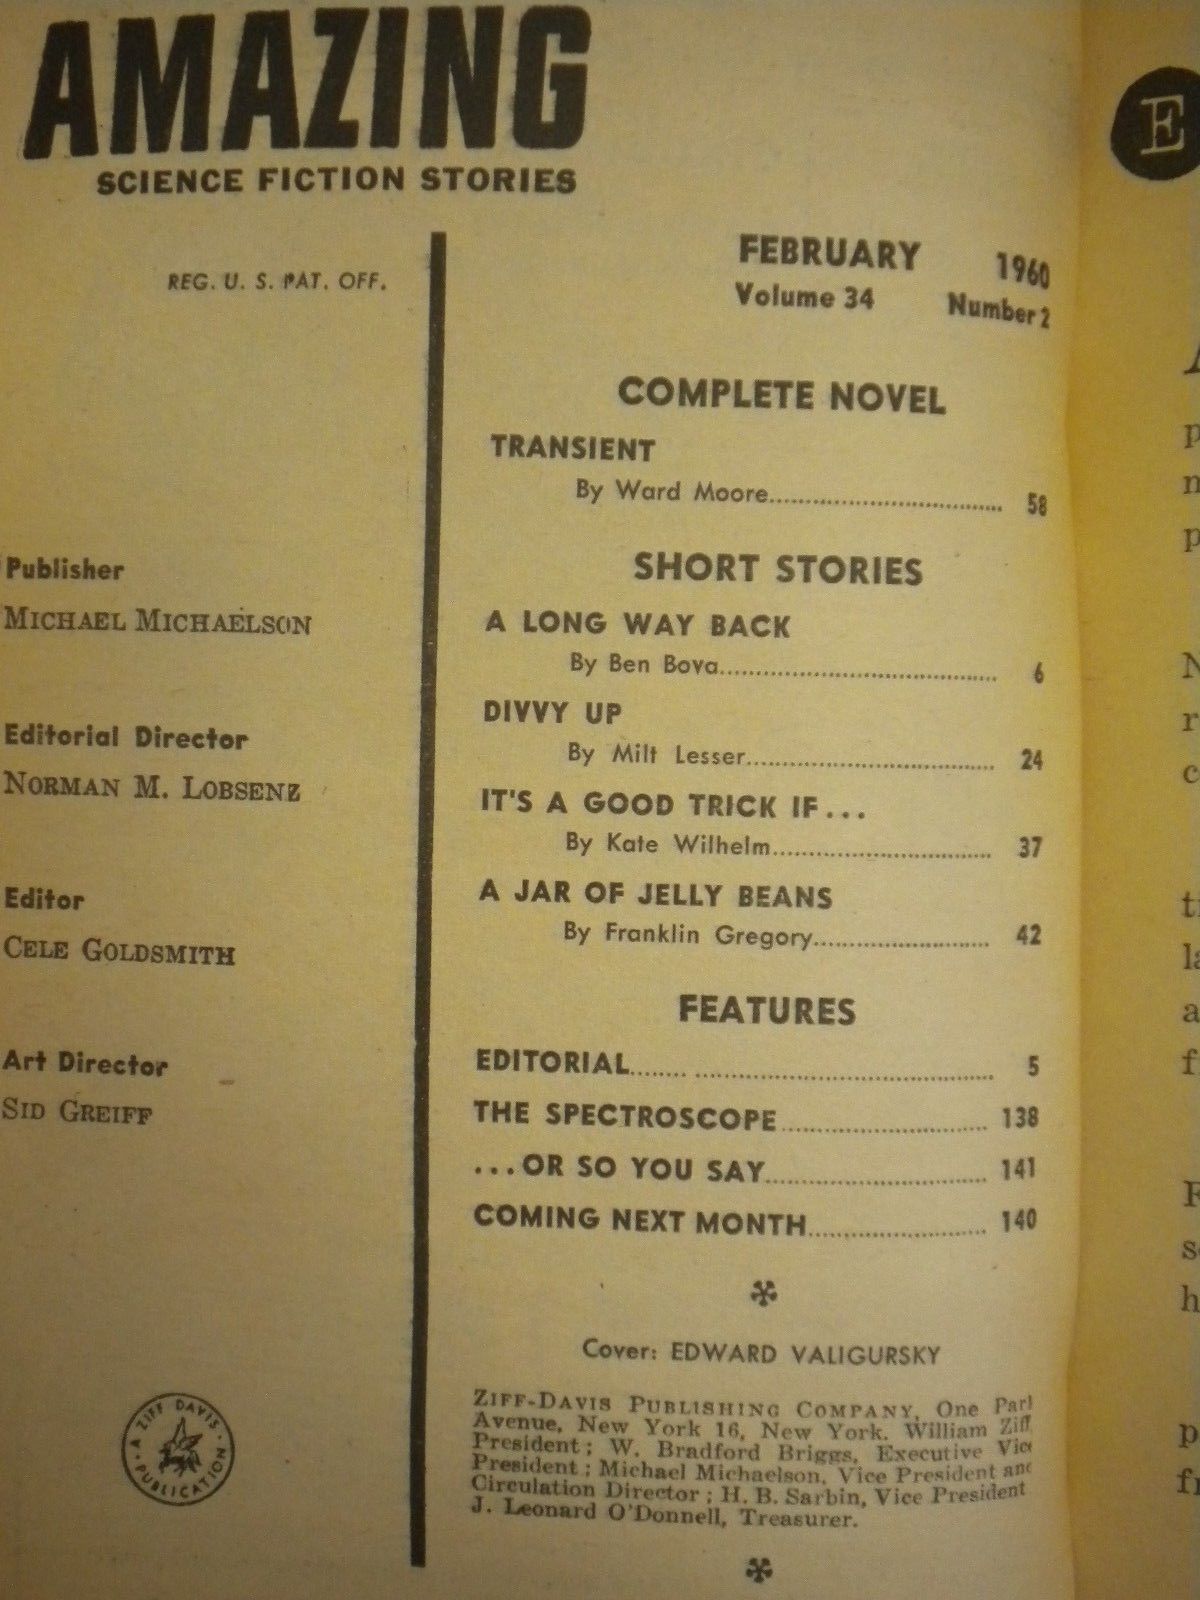 AMAZING
SCIENCE FICTION STORIES
REG. U. S. PAT. OFF.
Publisher
MICHAEL MICHAELSON
Editorial Director
NORMAN M. LOBSENZ
Editor
CELE GOLDSMITH
Art Director
SID GREIFF
A ZIFF DAVIS PUBLICATION
FEBRUARY 1960
Volume 34 Number 2
COMPLETE NOVEL
TRANSIENT
By Ward Moore.................................. 58
SHORT STORIES
A LONG WAY BACK
By Ben Bova....................................... 6
DIVVY UP
By Milt Lesser................................... 24
IT'S A GOOD TRICK IF...
By Kate Wilhelm............................... 37
A JAR OF JELLY BEANS
By Franklin Gregory......................... 42
FEATURES
EDITORIAL........ .......................................... 5
THE SPECTROSCOPE............................. 138
...OR SO YOU SAY............................... 141
COMING NEXT MONTH......................... 140
Cover: EDWARD VALIGURSKY
ZIFF-DAVIS PUBLISHING COMPANY, One Park
Avenue, New York 16, New York. William Ziff,
President; W. Bradford Briggs, Executive Vice
President; Michael Michaelson, Vice President and
Circulation Director; H. B. Sarbin, Vice President
J. Leonard O'Donnell, Treasurer.
E